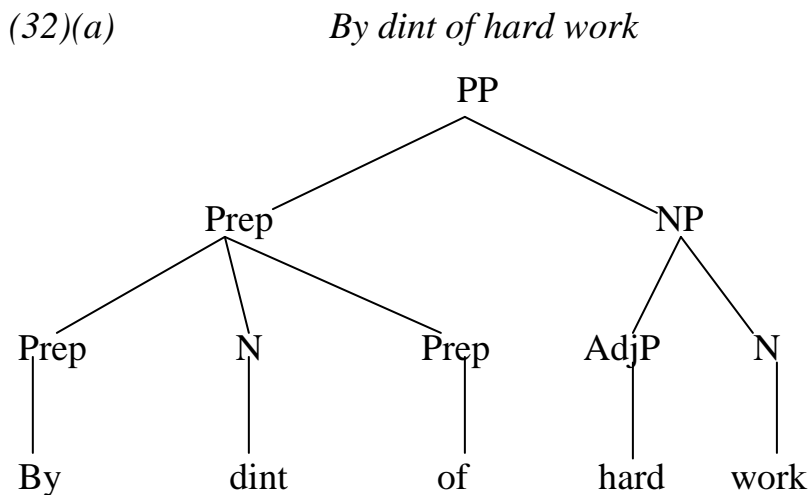 (32)(a) By dint of hard work
PP
Prep NP
Prep N Prep AdjP N
By dint of hard work